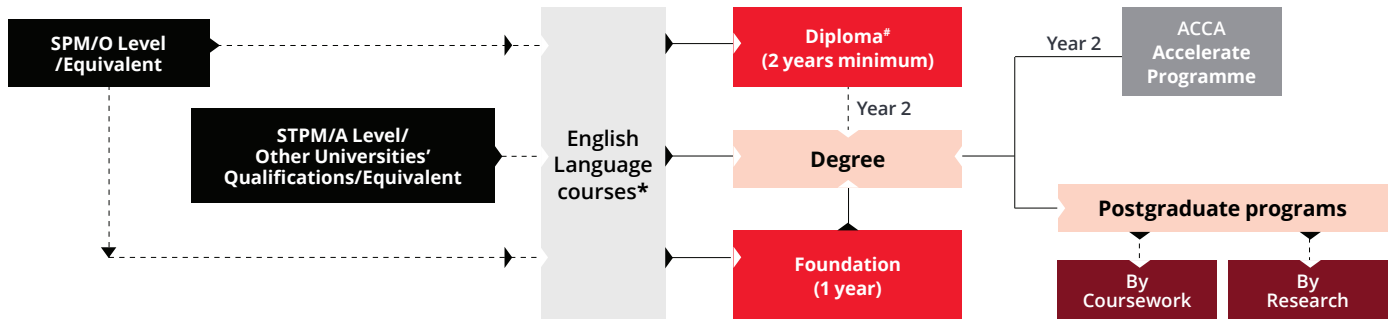 SPM/O Level
/Equivalent
STPM/A Level/
Other Universities’
Qualifications/Equivalent
English
Language
courses*
Diploma#
(2 years minimum)
Year 2
Degree
Foundation
(1 year)
Year 2
ACCA
Accelerate
Programme
Postgraduate programs
By
Coursework
By
Research